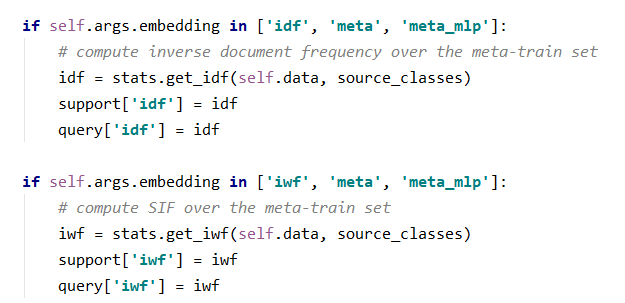 if self.args.embedding in ['idf', 'meta', 'meta_mlp']:
    # compute inverse document frequency over the meta-train set
    idf = stats.get_idf(self.data, source_classes)
    support['idf'] = idf
    query['idf'] = idf

if self.args.embedding in ['iwf', 'meta', 'meta_mlp']:
    # compute SIF over the meta-train set
    iwf = stats.get_iwf(self.data, source_classes)
    support['iwf'] = iwf
    query['iwf'] = iwf